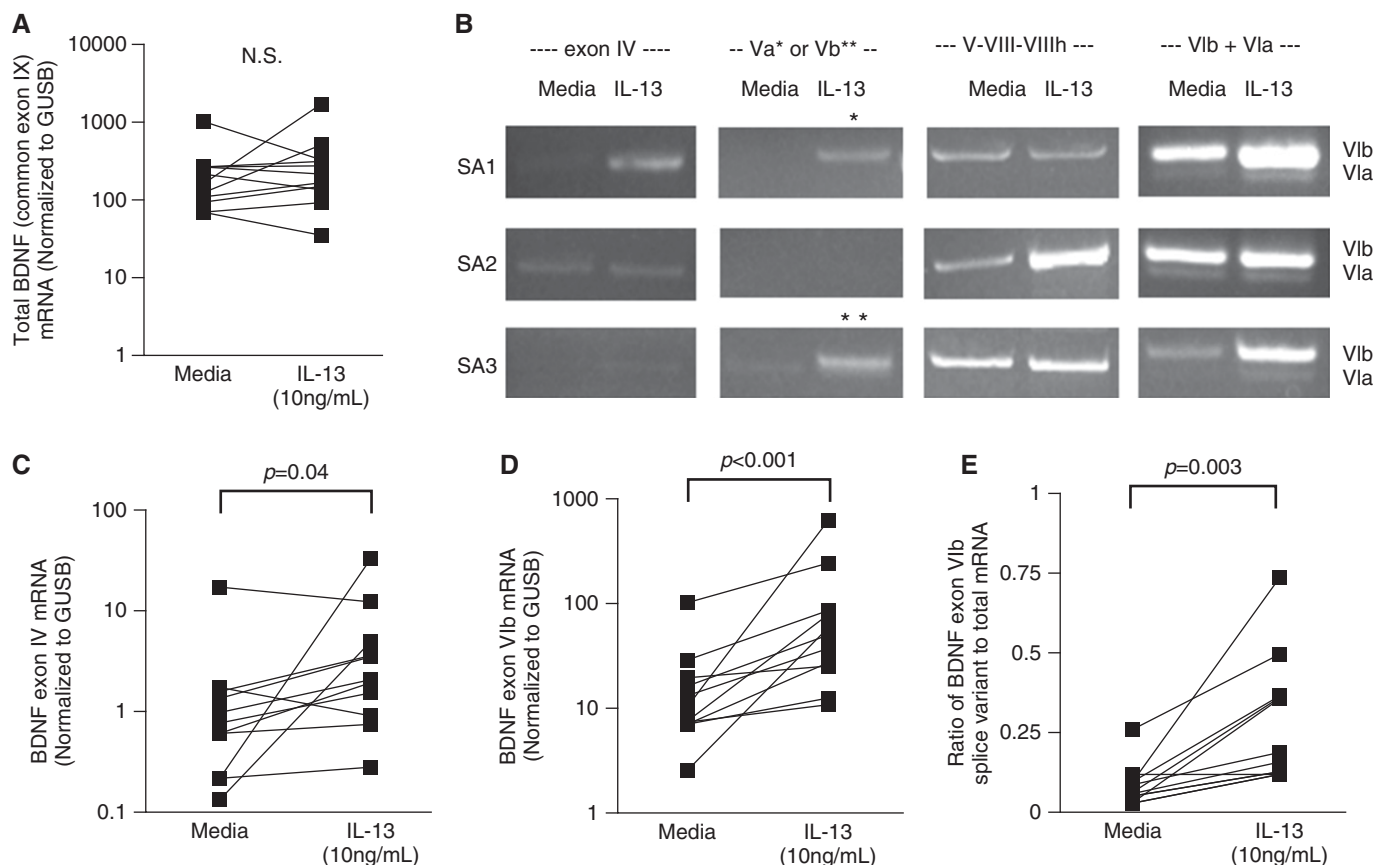 A
Total BDNF (common exon IX)
mRNA (Normalized to GUSB)
10000
1000
100
10
1
N.S.
Media
IL-13
(10ng/mL)
B
---- exon IV ----
-- Va* or Vb** --
--- V-VIII-VIIIh ---
--- VIb + VIa ---
Media IL-13
Media IL-13
Media IL-13
Media IL-13
*
SA1
VIb
VIa
SA2
VIb
VIa
* *
SA3
VIb
VIa
C
BDNF exon IV mRNA
(Normalized to GUSB)
p=0.04
100
10
1
0.1
Media
IL-13
(10ng/mL)
D
BDNF exon VIb mRNA
(Normalized to GUSB)
p<0.001
1000
100
10
1
Media
IL-13
(10ng/mL)
E
Ratio of BDNF exon VIb
splice variant to total mRNA
p=0.003
1
0.75
0.5
0.25
0
Media
IL-13
(10ng/mL)